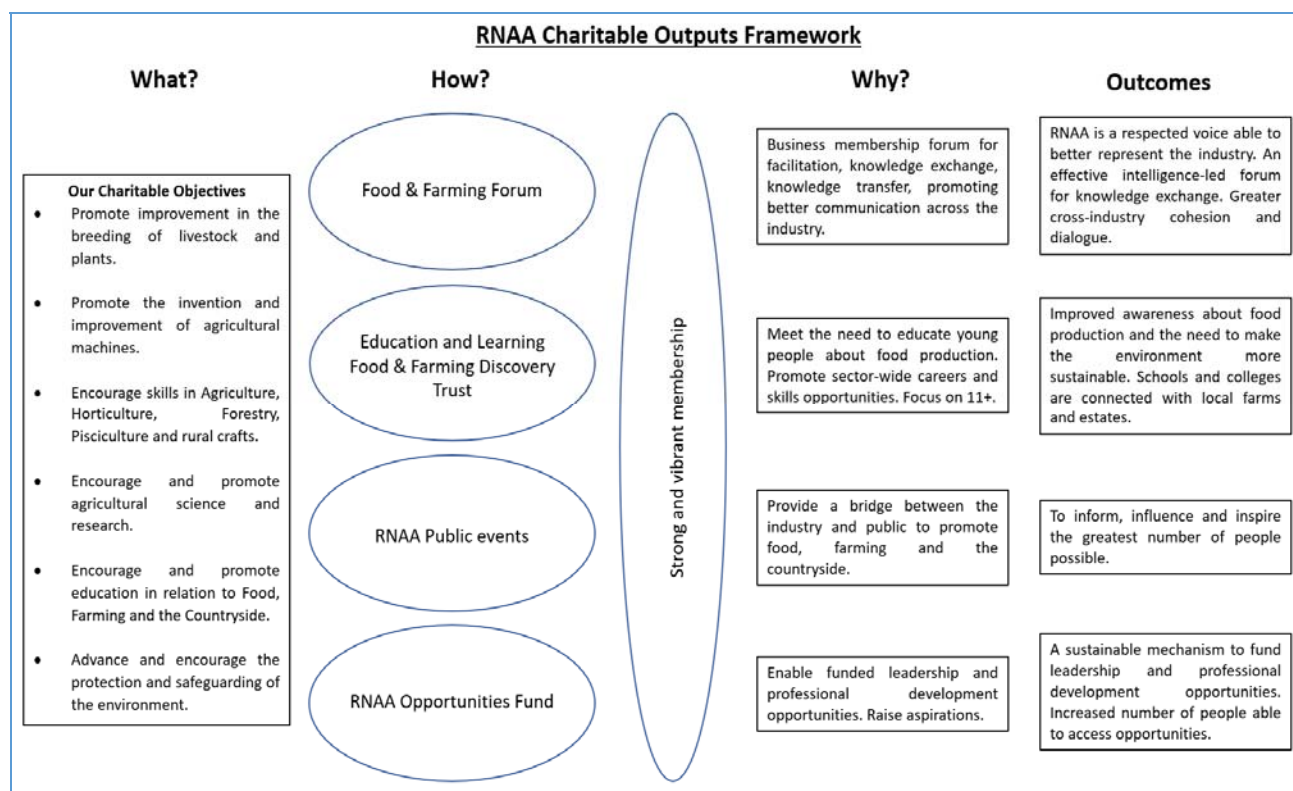 RNAA Charitable Outputs Framework
What?
How?
Why?
Outcomes
Our Charitable Objectives
● Promote improvement in the
breeding of livestock and
plants.
● Promote the invention and
improvement of agricultural
machines.
● Encourage skills in Agriculture,
Horticulture, Forestry,
Pisciculture and rural crafts.
● Encourage and promote
agricultural science and
research.
● Encourage and promote
education in relation to Food,
Farming and the Countryside.
● Advance and encourage the
protection and safeguarding of
the environment.
Food & Farming Forum
Education and Learning
Food & Farming Discovery
Trust
RNAA Public events
RNAA Opportunities Fund
Strong and vibrant membership
Business membership forum for
facilitation, knowledge exchange,
knowledge transfer, promoting
better communication across the
industry.
Meet the need to educate young
people about food production.
Promote sector-wide careers and
skills opportunities. Focus on 11+.
Provide a bridge between the
industry and public to promote
food, farming and the
countryside.
Enable funded leadership and
professional development
opportunities. Raise aspirations.
RNAA is a respected voice able to
better represent the industry. An
effective intelligence-led forum
for knowledge exchange. Greater
cross-industry cohesion and
dialogue.
Improved awareness about food
production and the need to make
the environment more
sustainable. Schools and colleges
are connected with local farms
and estates.
To inform, influence and inspire
the greatest number of people
possible.
A sustainable mechanism to fund
leadership and professional
development opportunities.
Increased number of people able
to access opportunities.